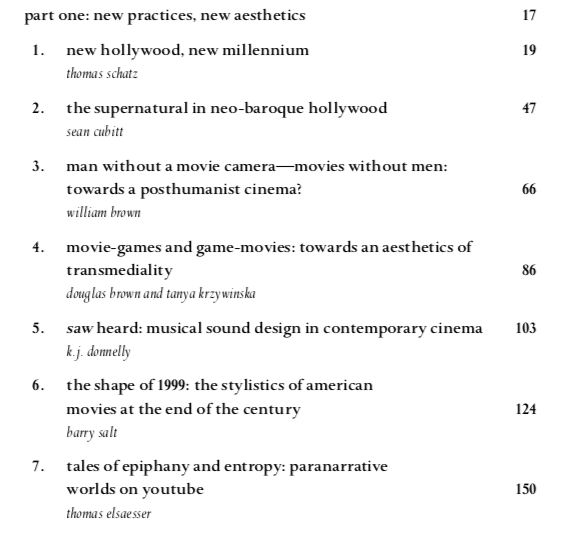 part one: new practices, new aesthetics 17
1. new hollywood, new millennium 19
thomas schatz
2. the supernatural in neo-baroque hollywood 47
sean cubitt
3. man without a movie camera—movies without men:
towards a posthumanist cinema? 66
william brown
4. movie-games and game-movies: towards an aesthetics of
transmediality 86
douglas brown and tanya krzywinska
5. saw heard: musical sound design in contemporary cinema 103
k.j. donnelly
6. the shape of 1999: the stylistics of american
movies at the end of the century 124
barry salt
7. tales of epiphany and entropy: paranarrative
worlds on youtube 150
thomas elsaesser